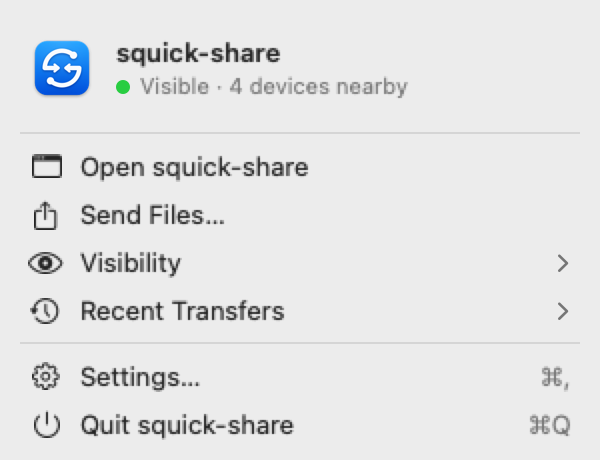 squick-share
Visible · 4 devices nearby
Open squick-share
Send Files...
Visibility
Recent Transfers
Settings... ⌘,
Quit squick-share ⌘Q